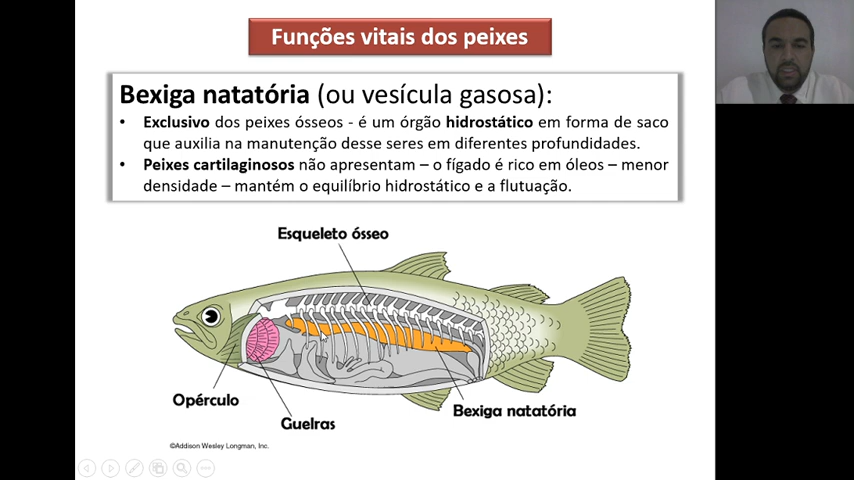 Funções vitais dos peixes
Bexiga natatória (ou vesícula gasosa):
• Exclusivo dos peixes ósseos - é um órgão hidrostático em forma de saco
que auxilia na manutenção desse seres em diferentes profundidades.
• Peixes cartilaginosos não apresentam – o fígado é rico em óleos – menor
densidade – mantém o equilíbrio hidrostático e a flutuação.
Esqueleto ósseo
Opérculo
Guelras
Bexiga natatória
©Addison Wesley Longman, Inc.